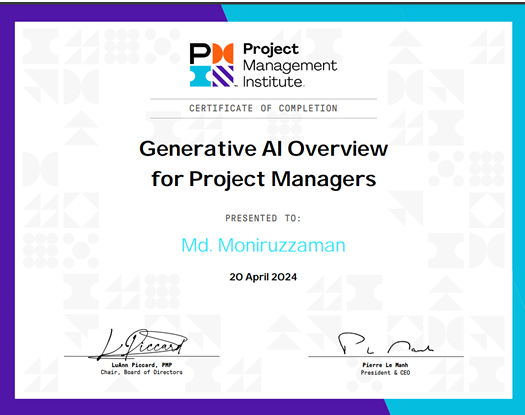 Project
Management
Institute.
CERTIFICATE OF COMPLETION
Generative AI Overview
for Project Managers
PRESENTED TO:
Md. Moniruzzaman
20 April 2024
LuAnn Piccard, PMP
Chair, Board of Directors
Pierre Le Manh
President & CEO